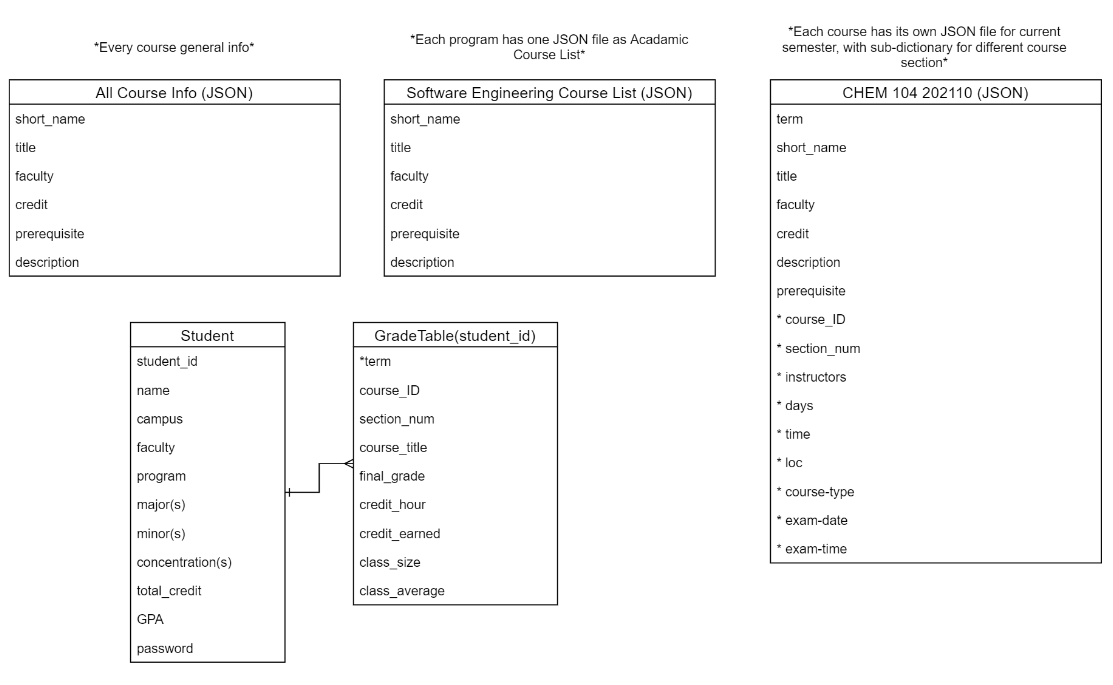 *Every course general info*
All Course Info (JSON)
short_name
title
faculty
credit
prerequisite
description
*Each program has one JSON file as Acadamic
Course List*
Software Engineering Course List (JSON)
short_name
title
faculty
credit
prerequisite
description
*Each course has its own JSON file for current
semester, with sub-dictionary for different course
section*
CHEM 104 202110 (JSON)
term
short_name
title
faculty
credit
description
prerequisite
* course_ID
* section_num
* instructors
* days
* time
* loc
* course-type
* exam-date
* exam-time
Student
student_id
name
campus
faculty
program
major(s)
minor(s)
concentration(s)
total_credit
GPA
password
GradeTable(student_id)
*term
course_ID
section_num
course_title
final_grade
credit_hour
credit_earned
class_size
class_average